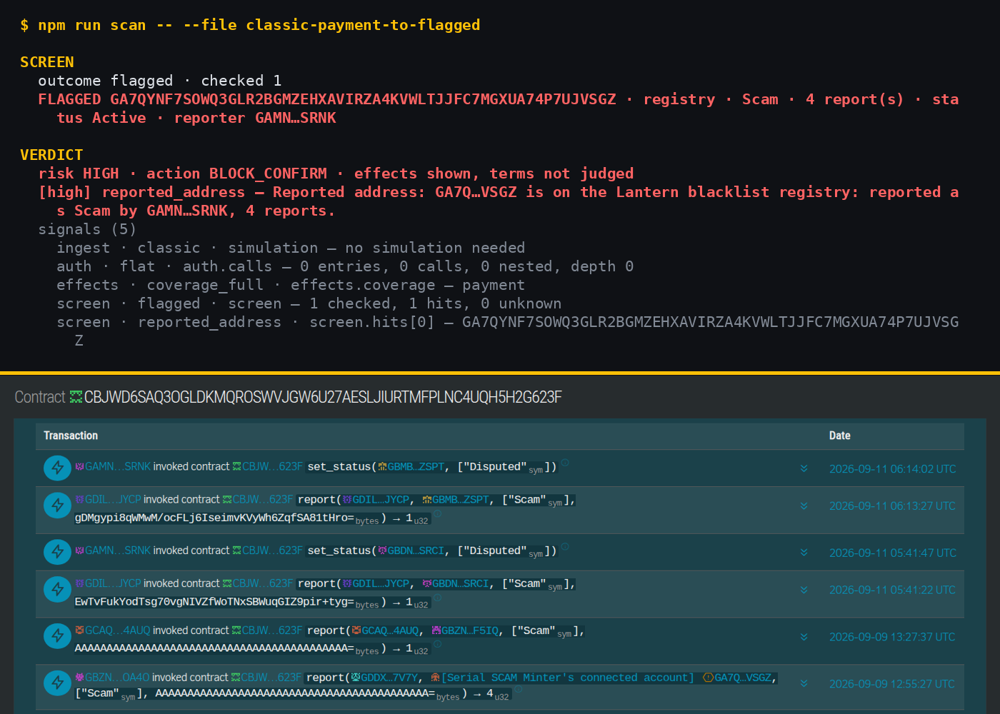 $ npm run scan -- --file classic-payment-to-flagged
SCREEN
outcome flagged · checked 1
FLAGGED GA7QYNF7SOWQ3GLR2BGMZEHXAVIRZA4KVWLTJJFC7MGXUA74P7UJVSGZ · registry · Scam · 4 report(s) · sta
tus Active · reporter GAMN…SRNK
VERDICT
risk HIGH · action BLOCK_CONFIRM · effects shown, terms not judged
[high] reported_address — Reported address: GA7Q…VSGZ is on the Lantern blacklist registry: reported a
s Scam by GAMN…SRNK, 4 reports.
signals (5)
ingest · classic · simulation — no simulation needed
auth · flat · auth.calls — 0 entries, 0 calls, 0 nested, depth 0
effects · coverage_full · effects.coverage — payment
screen · flagged · screen — 1 checked, 1 hits, 0 unknown
screen · reported_address · screen.hits[0] — GA7QYNF7SOWQ3GLR2BGMZEHXAVIRZA4KVWLTJJFC7MGXUA74P7UJVSG
Z
Contract CBJWD6SAQ3OGLDKMQROSWVJGW6U27AESLJIURTMFPLNC4UQH5H2G623F
Transaction Date
GAMN…SRNK invoked contract CBJW…623F set_status(GBMB…ZSPT, ["Disputed"sym]) 2026-09-11 06:14:02 UTC
GDIL…JYCP invoked contract CBJW…623F report(GDIL…JYCP, GBMB…ZSPT, ["Scam"sym], 2026-09-11 06:13:27 UTC
gDMgypi8qWMwM/ocFLj6IseimvKVyWh6ZqfSA81tHro=bytes) → 1u32
GAMN…SRNK invoked contract CBJW…623F set_status(GBDN…SRCI, ["Disputed"sym]) 2026-09-11 05:41:47 UTC
GDIL…JYCP invoked contract CBJW…623F report(GDIL…JYCP, GBDN…SRCI, ["Scam"sym], 2026-09-11 05:41:22 UTC
EwTvFukYodTsg70vgNIVZfWoTNxSBWuqGIZ9pir+tyg=bytes) → 1u32
GCAQ…4AUQ invoked contract CBJW…623F report(GCAQ…4AUQ, GBZN…F5IQ, ["Scam"sym], 2026-09-09 13:27:37 UTC
AAAAAAAAAAAAAAAAAAAAAAAAAAAAAAAAAAAAAAAAAAA=bytes) → 1u32
GBZN…OA4O invoked contract CBJW…623F report(GDDX…7V7Y, [Serial SCAM Minter's connected account] GA7Q…VSGZ, 2026-09-09 12:55:27 UTC
["Scam"sym], AAAAAAAAAAAAAAAAAAAAAAAAAAAAAAAAAAAAAAAAAAA=bytes) → 4u32